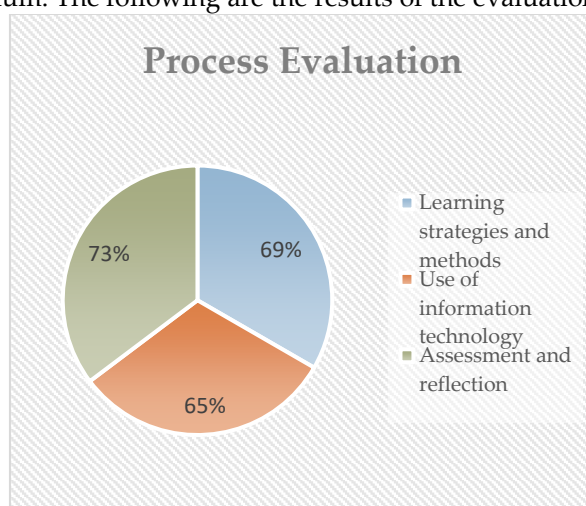 The following are the results of the evaluation
Process Evaluation
73%
69%
65%
Learning
strategies and
methods
Use of
information
technology
Assessment and
reflection